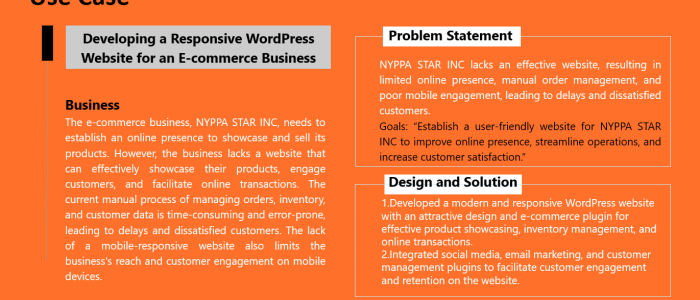 Use Case
Developing a Responsive WordPress
Website for an E-commerce Business
Business
The e-commerce business, NYPPA STAR INC, needs to
establish an online presence to showcase and sell its
products. However, the business lacks a website that
can effectively showcase their products, engage
customers, and facilitate online transactions. The
current manual process of managing orders, inventory,
and customer data is time-consuming and error-prone,
leading to delays and dissatisfied customers. The lack
of a mobile-responsive website also limits the
business's reach and customer engagement on mobile
devices.
Problem Statement
NYPPA STAR INC lacks an effective website, resulting in
limited online presence, manual order management, and
poor mobile engagement, leading to delays and dissatisfied
customers.
Goals: "Establish a user-friendly website for NYPPA STAR
INC to improve online presence, streamline operations, and
increase customer satisfaction."
Design and Solution
1.Developed a modern and responsive WordPress website
with an attractive design and e-commerce plugin for
effective product showcasing, inventory management, and
online transactions.
2.Integrated social media, email marketing, and customer
management plugins to facilitate customer engagement
and retention on the website.